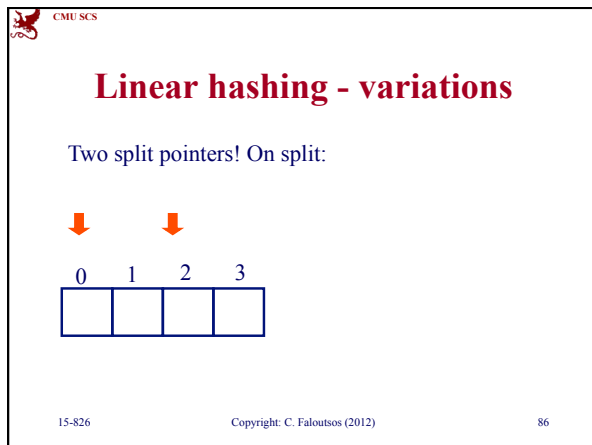 CMU SCS
Linear hashing - variations
Two split pointers! On split:
0 1 2 3
15-826 Copyright: C. Faloutsos (2012) 86